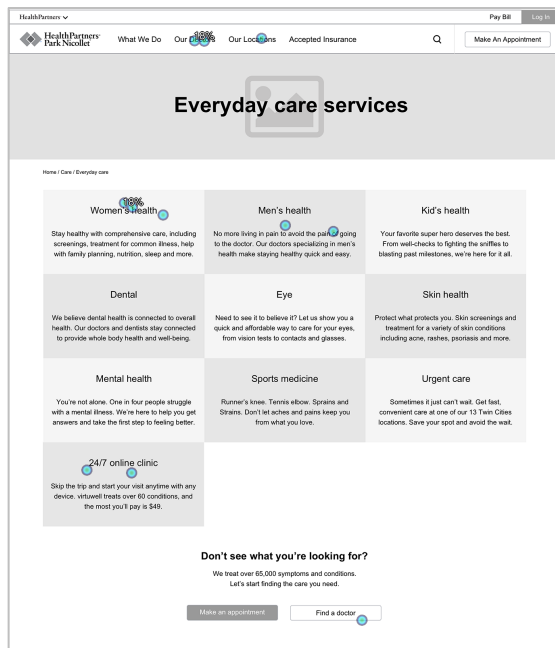 HealthPartners
Pay Bill
Log In
HealthPartners®
Park Nicollet
What We Do
Our
18%
Our Locations
Accepted Insurance
Make An Appointment
Everyday care services
Home / Care / Everyday care
18%
Women's health
Stay healthy with comprehensive care, including
screenings, treatment for common illness, help
with family planning, nutrition, sleep and more.
Men's health
No more living in pain to avoid the pain of going
to the doctor. Our doctors specializing in men's
health make staying healthy quick and easy.
Kid's health
Your favorite super hero deserves the best.
From well-checks to fighting the sniffles to
blasting past milestones, we're here for it all.
Dental
We believe dental health is connected to overall
health. Our doctors and dentists stay connected
to provide whole body health and well-being.
Eye
Need to see it to believe it? Let us show you a
quick and affordable way to care for your eyes,
from vision tests to contacts and glasses.
Skin health
Protect what protects you. Skin screenings and
treatment for a variety of skin conditions
including acne, rashes, psoriasis and more.
Mental health
You're not alone. One in four people struggle
with a mental illness. We're here to help you get
answers and take the first step to feeling better.
Sports medicine
Runner's knee. Tennis elbow. Sprains and
Strains. Don't let aches and pains keep you
from what you love.
Urgent care
Sometimes it just can't wait. Get fast,
convenient care at one of our 13 Twin Cities
locations. Save your spot and avoid the wait.
24/7 online clinic
Skip the trip and start your visit anytime with any
device. virtuwell treats over 60 conditions, and
the most you'll pay is $49.
Don't see what you're looking for?
We treat over 65,000 symptoms and conditions.
Let's start finding the care you need.
Make an appointment
Find a doctor